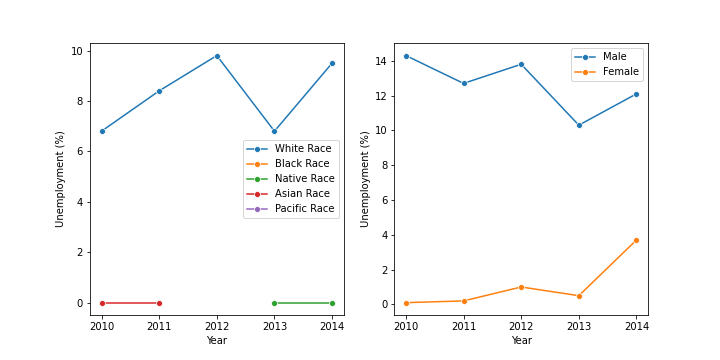 10
8
6
4
2
0
Unemployment (%)
2010 2011 2012 2013 2014
Year
White Race
Black Race
Native Race
Asian Race
Pacific Race
14
12
10
8
6
4
2
0
Unemployment (%)
2010 2011 2012 2013 2014
Year
Male
Female